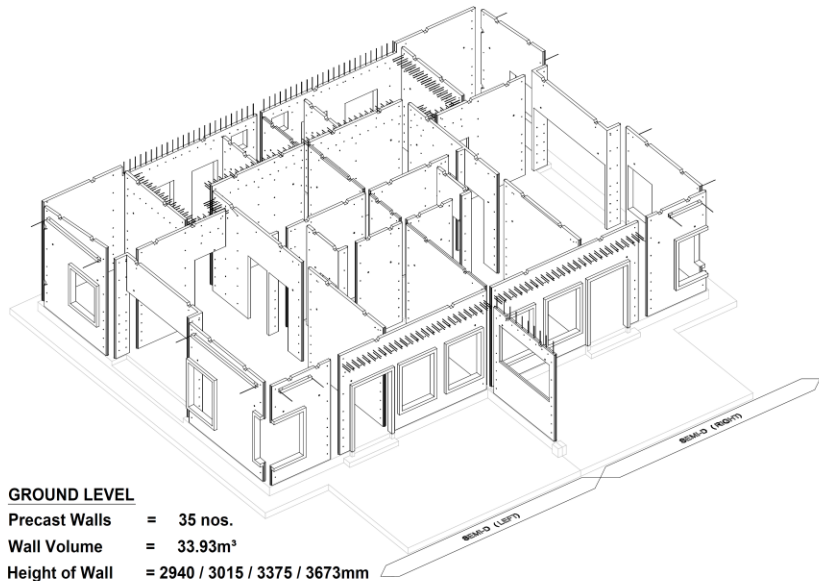 SEMI-D (RIGHT)
SEMI-D (LEFT)
GROUND LEVEL
Precast Walls = 35 nos.
Wall Volume = 33.93m³
Height of Wall = 2940 / 3015 / 3375 / 3673mm